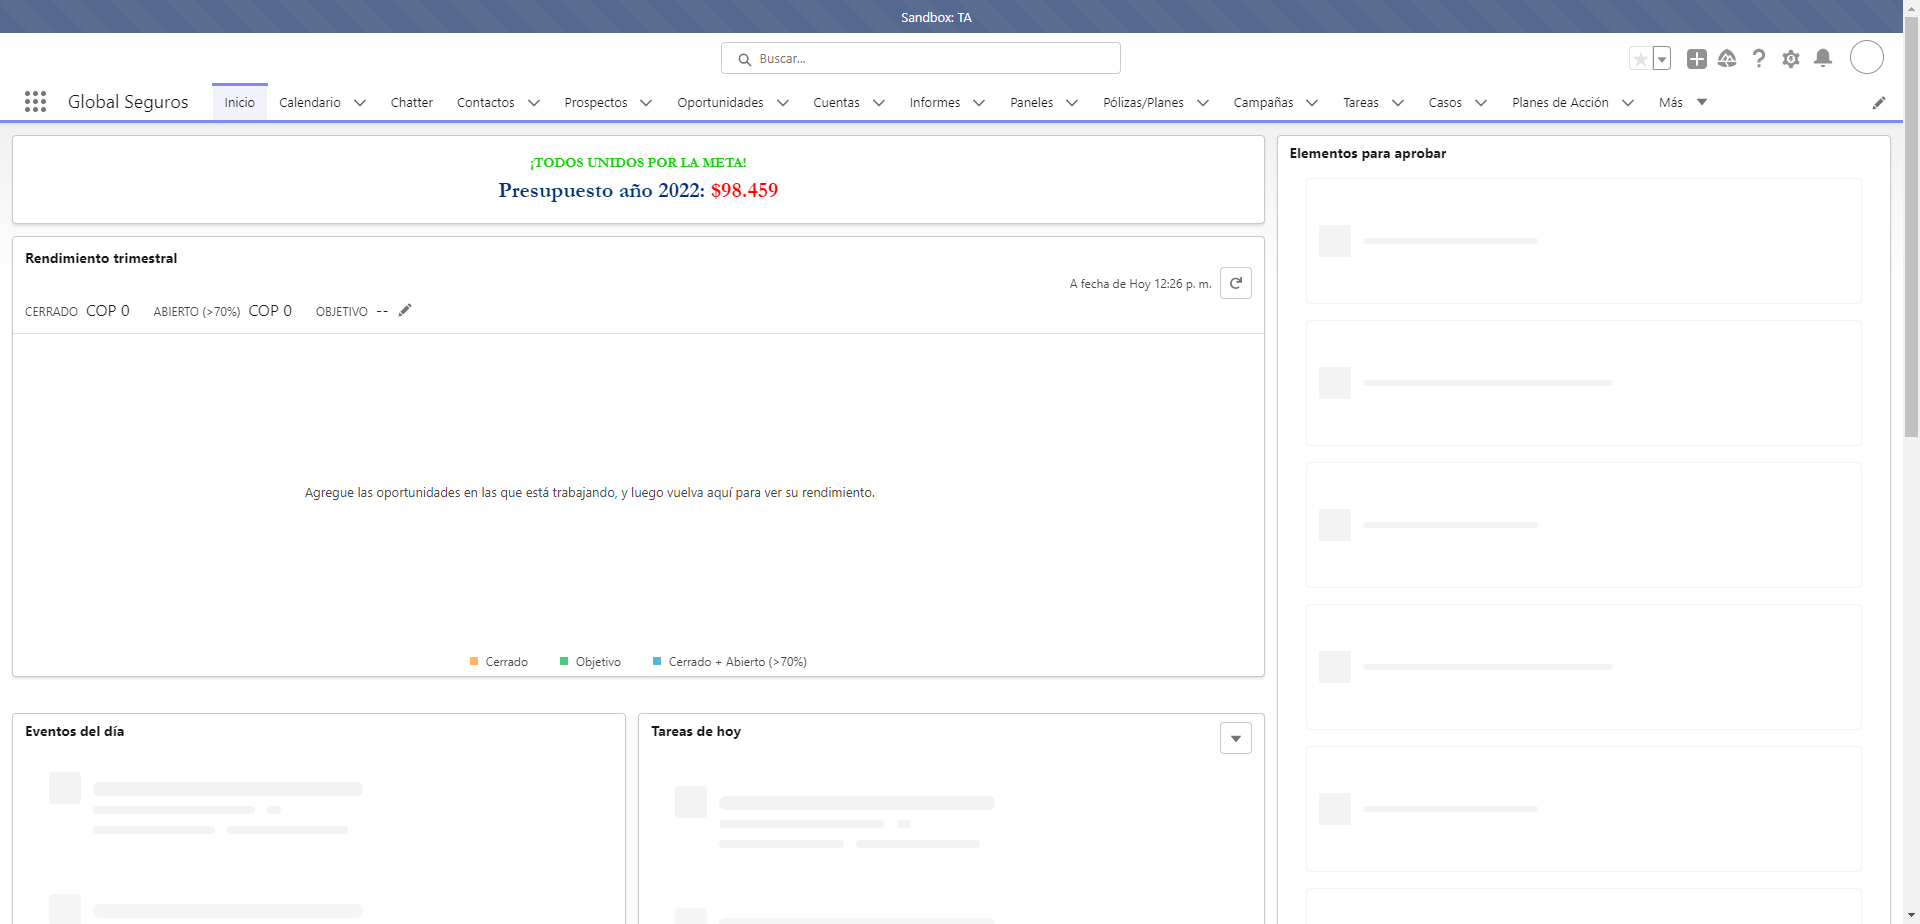 Sandbox: TA
Buscar...
Global Seguros
Inicio
Calendario
Chatter
Contactos
Prospectos
Oportunidades
Cuentas
Informes
Paneles
Pólizas/Planes
Campañas
Tareas
Casos
Planes de Acción
Más
¡TODOS UNIDOS POR LA META!
Presupuesto año 2022: $98.459
Rendimiento trimestral
A fecha de Hoy 12:26 p. m.
CERRADO COP 0 ABIERTO (>70%) COP 0 OBJETIVO --
Agregue las oportunidades en las que está trabajando, y luego vuelva aquí para ver su rendimiento.
Cerrado Objetivo Cerrado + Abierto (>70%)
Elementos para aprobar
Eventos del día
Tareas de hoy